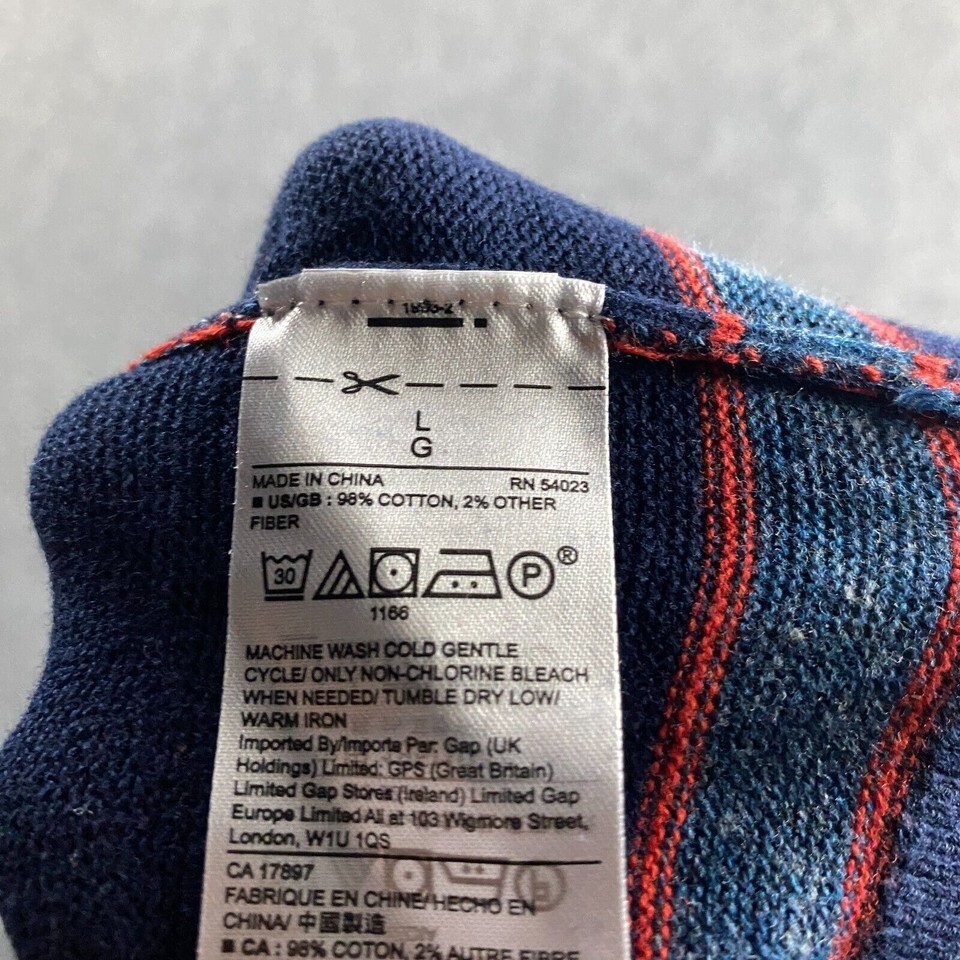 L
G
MADE IN CHINA RN 54023
■ US/GB : 98% COTTON, 2% OTHER
FIBER
30 P ®
1166
MACHINE WASH COLD GENTLE
CYCLE/ ONLY NON-CHLORINE BLEACH
WHEN NEEDED/ TUMBLE DRY LOW/
WARM IRON
Imported By/Importe Par: Gap (UK
Holdings) Limited: GPS (Great Britain)
Limited Gap Stores (Ireland) Limited Gap
Europe Limited All at 103 Wigmore Street,
London, W1U 1QS
CA 17897
FABRIQUE EN CHINE/HECHO EN
CHINA/ 中國製造
■ CA : 98% COTON, 2% AUTRE FIBRE